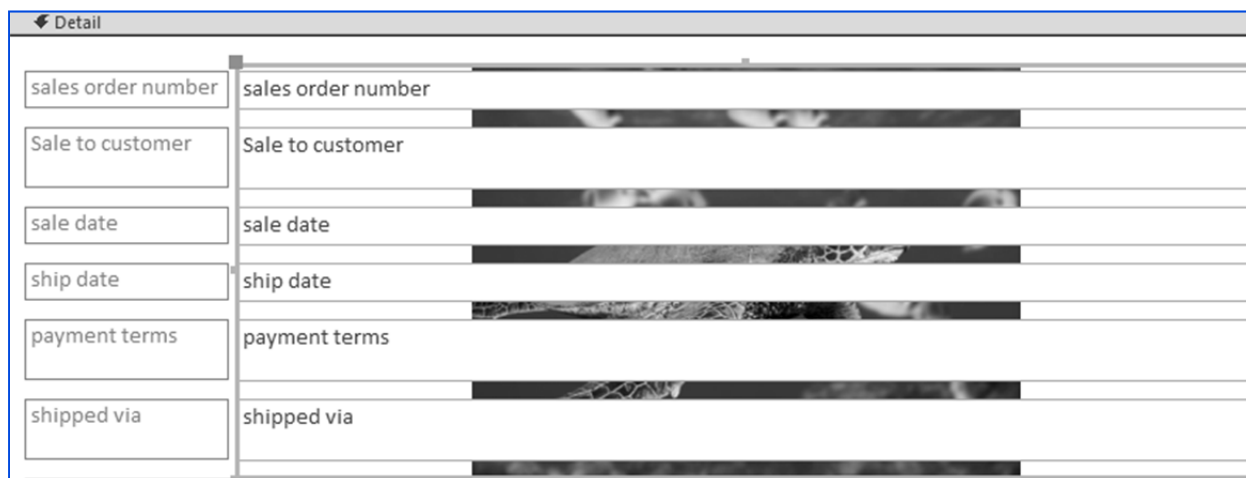 Detail
sales order number sales order number
Sale to customer Sale to customer
sale date sale date
ship date ship date
payment terms payment terms
shipped via shipped via